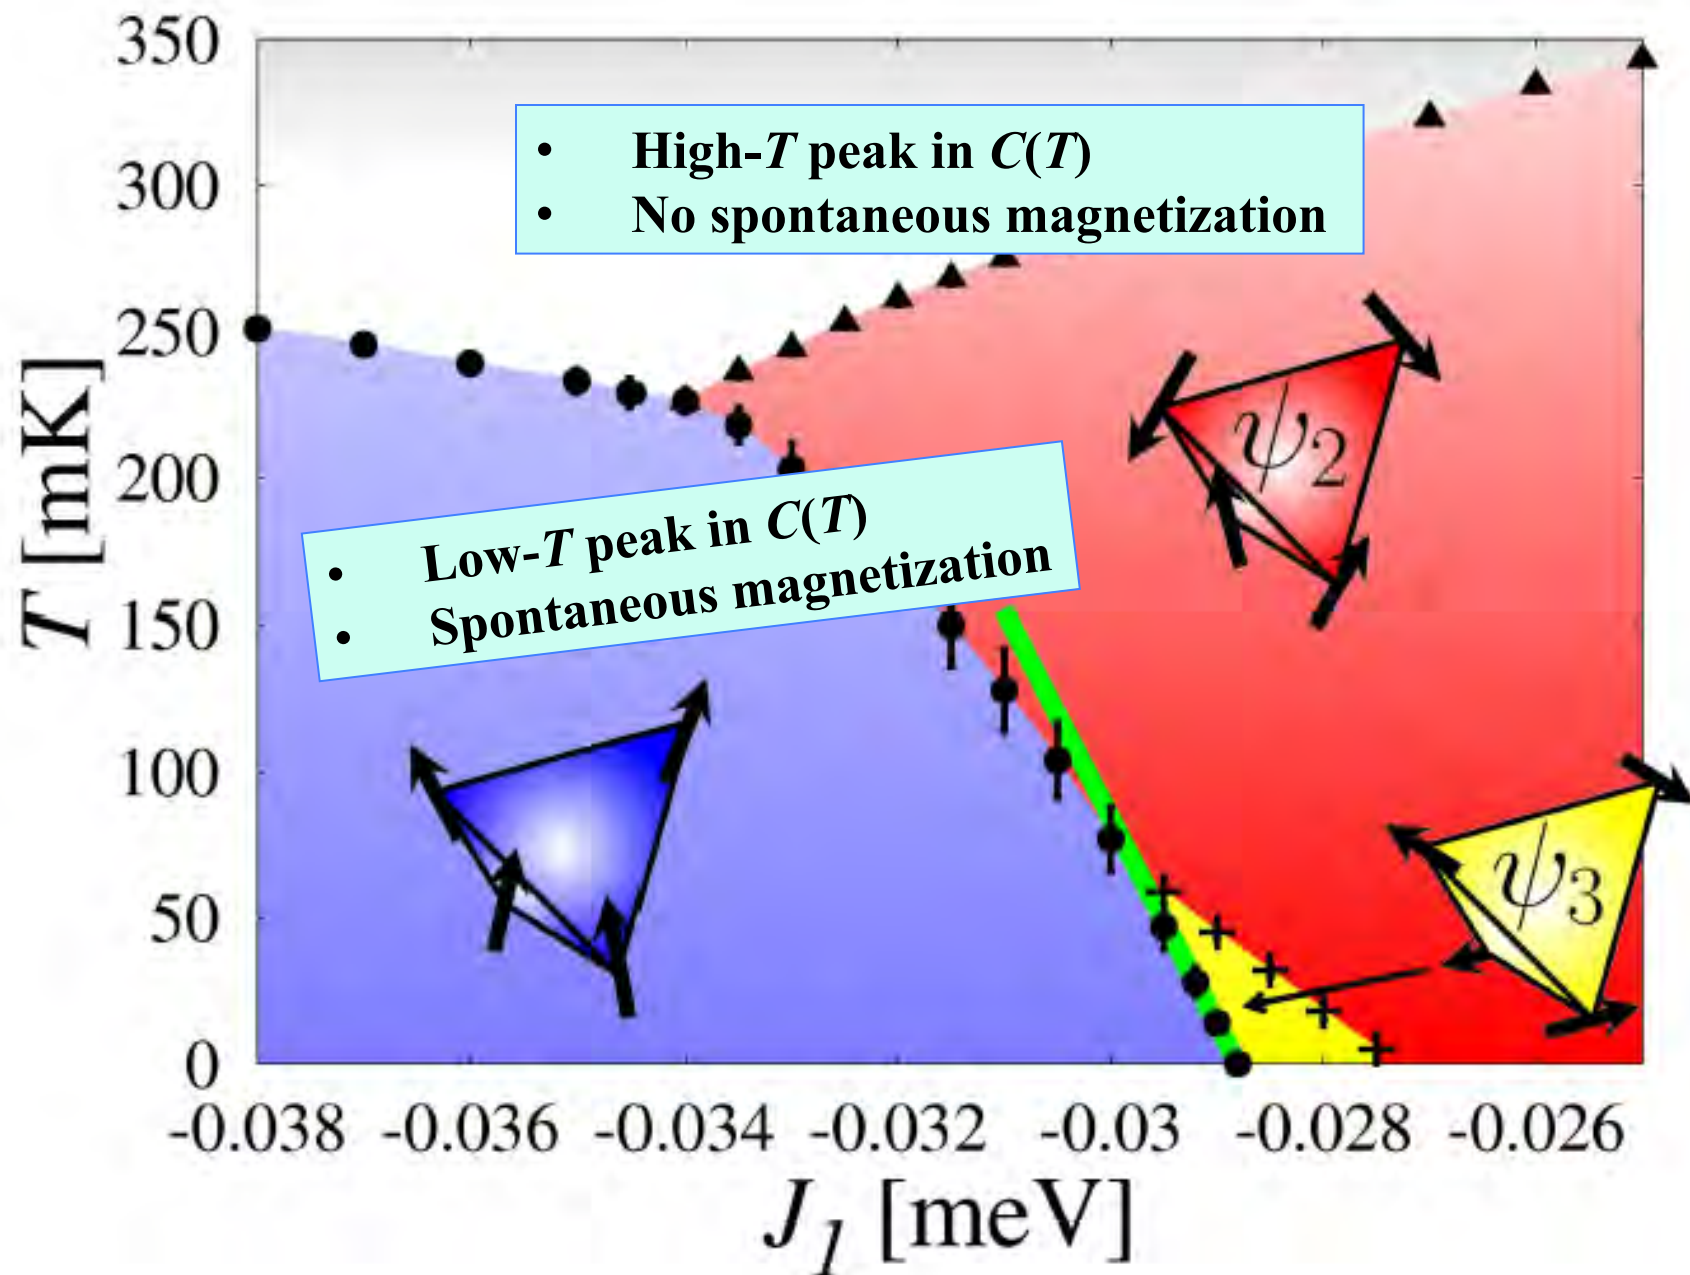 350
• High-T peak in C(T)
• No spontaneous magnetization
300
250
200
• Low-T peak in C(T)
• Spontaneous magnetization
150
100
50
0
T [mK]
ψ2
ψ3
-0.038 -0.036 -0.034 -0.032 -0.03 -0.028 -0.026
J1 [meV]